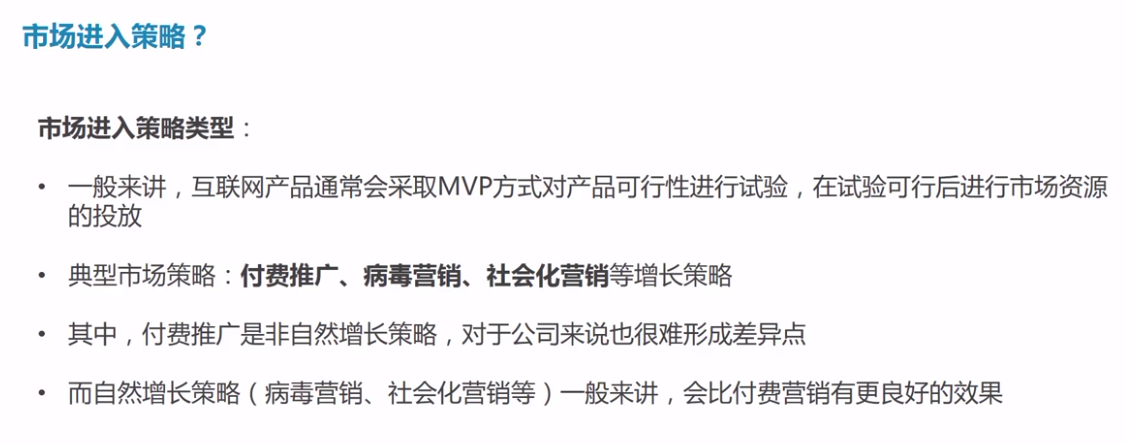 市场进入策略？
市场进入策略类型：
• 一般来讲，互联网产品通常会采取MVP方式对产品可行性进行试验，在试验可行后进行市场资源
的投放
• 典型市场策略：付费推广、病毒营销、社会化营销等增长策略
• 其中，付费推广是非自然增长策略，对于公司来说也很难形成差异点
• 而自然增长策略（病毒营销、社会化营销等）一般来讲，会比付费营销有更良好的效果